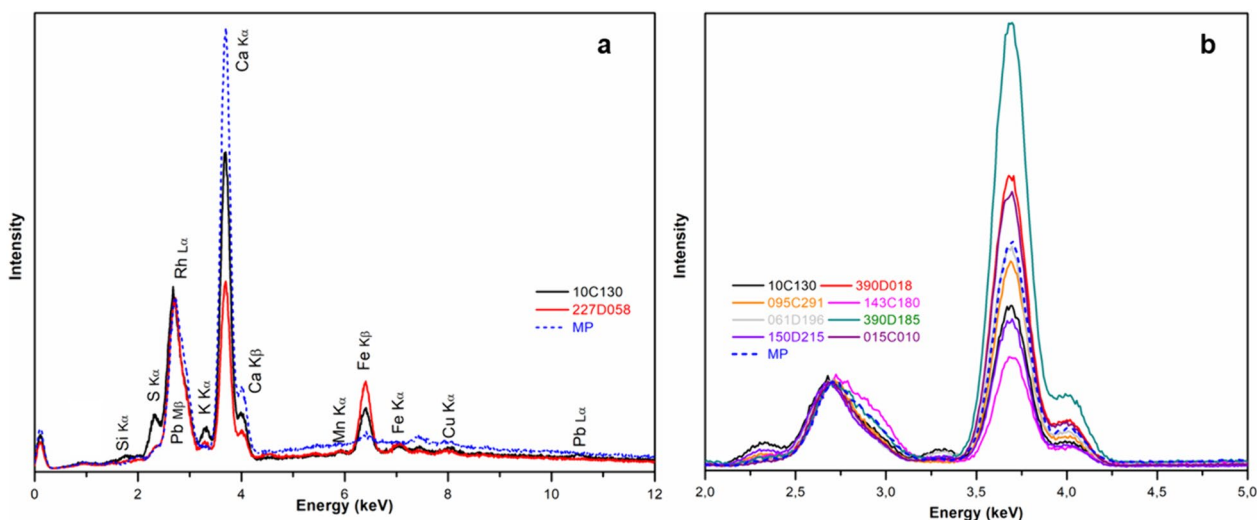 a
Intensity
Si Kα
S Kα
Pb Mβ
Rh Lα
K Kα
Ca Kα
Ca Kβ
Mn Kα
Fe Kβ
Fe Kα
Cu Kα
Pb Lα
10C130
227D058
MP
0 2 4 6 8 10 12
Energy (keV)
b
Intensity
10C130 390D018
095C291 143C180
061D196 390D185
150D215 015C010
MP
2,0 2,5 3,0 3,5 4,0 4,5 5,0
Energy (keV)